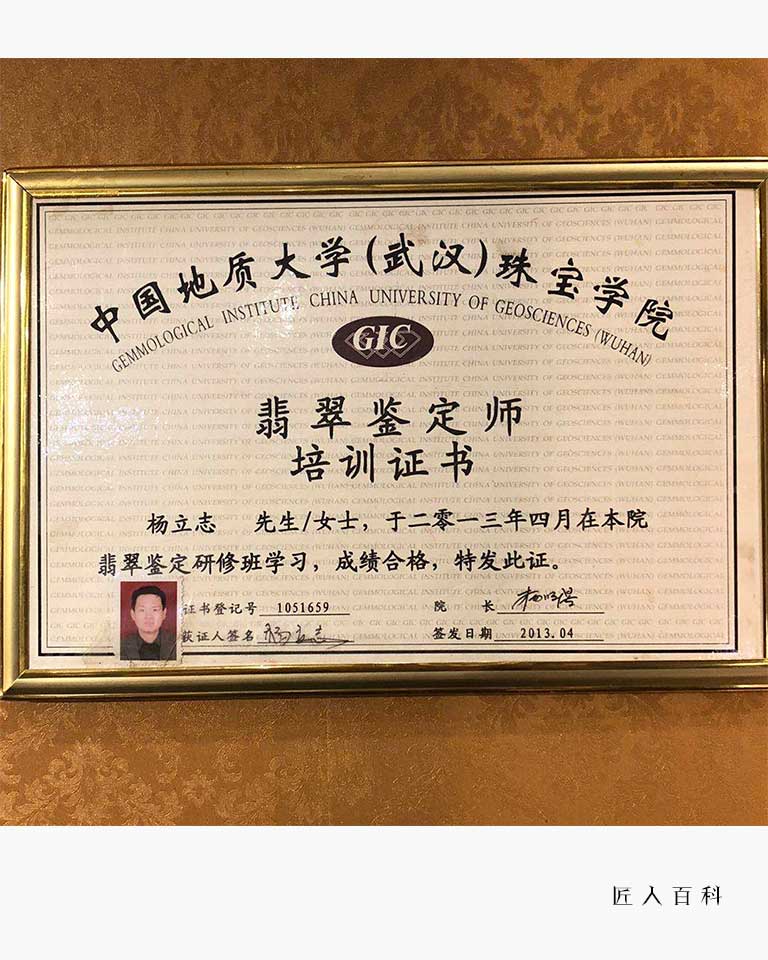 中国地质大学(武汉)珠宝学院
GEMMOLOGICAL INSTITUTE CHINA UNIVERSITY OF GEOSCIENCES (WUHAN)
GIC
翡翠鉴定师
培训证书
杨立志 先生/女士，于二零一三年四月在本院
翡翠鉴定研修班学习，成绩合格，特发此证。
证书登记号 1051659 院 长
获证人签名 杨立志 签发日期 2013.04
匠人百科